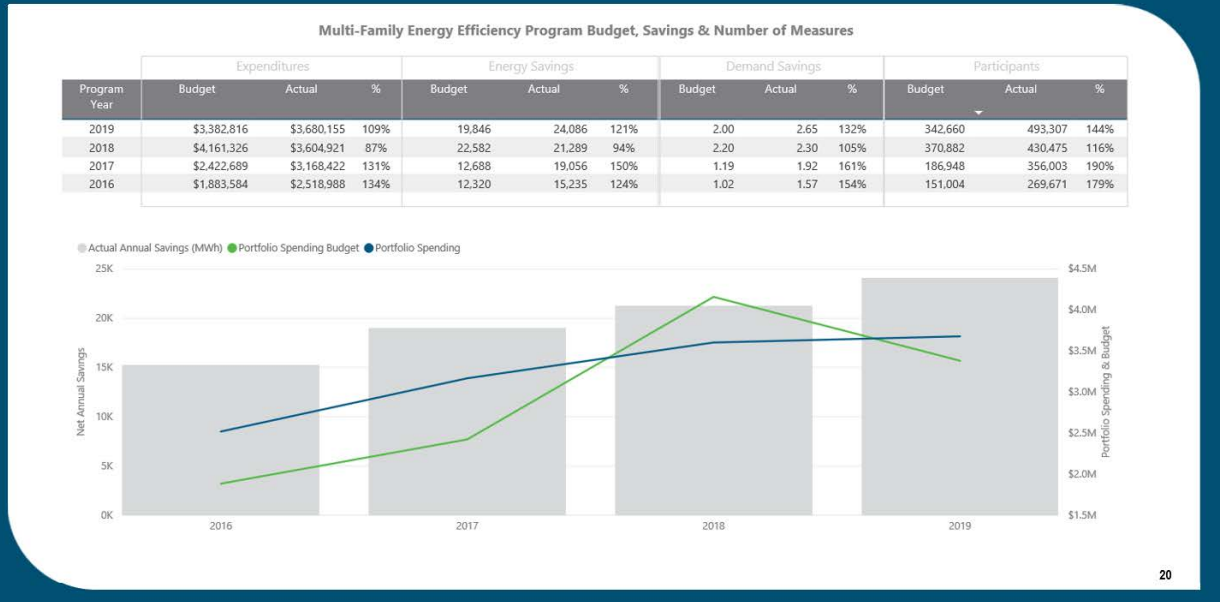 Multi-Family Energy Efficiency Program Budget, Savings & Number of Measures
Expenditures Energy Savings Demand Savings Participants
Program Year Budget Actual % Budget Actual % Budget Actual % Budget Actual %
2019 $3,382,816 $3,680,155 109% 19,846 24,086 121% 2.00 2.65 132% 342,660 493,307 144%
2018 $4,161,326 $3,604,921 87% 22,582 21,289 94% 2.20 2.30 105% 370,882 430,475 116%
2017 $2,422,689 $3,168,422 131% 12,688 19,056 150% 1.19 1.92 161% 186,948 356,003 190%
2016 $1,883,584 $2,518,988 134% 12,320 15,235 124% 1.02 1.57 154% 151,004 269,671 179%
Actual Annual Savings (MWh) Portfolio Spending Budget Portfolio Spending
25K $4.5M
$4.0M
20K
$3.5M
15K
$3.0M
10K
$2.5M
5K
$2.0M
0K $1.5M
Net Annual Savings
Portfolio Spending & Budget
2016 2017 2018 2019
20